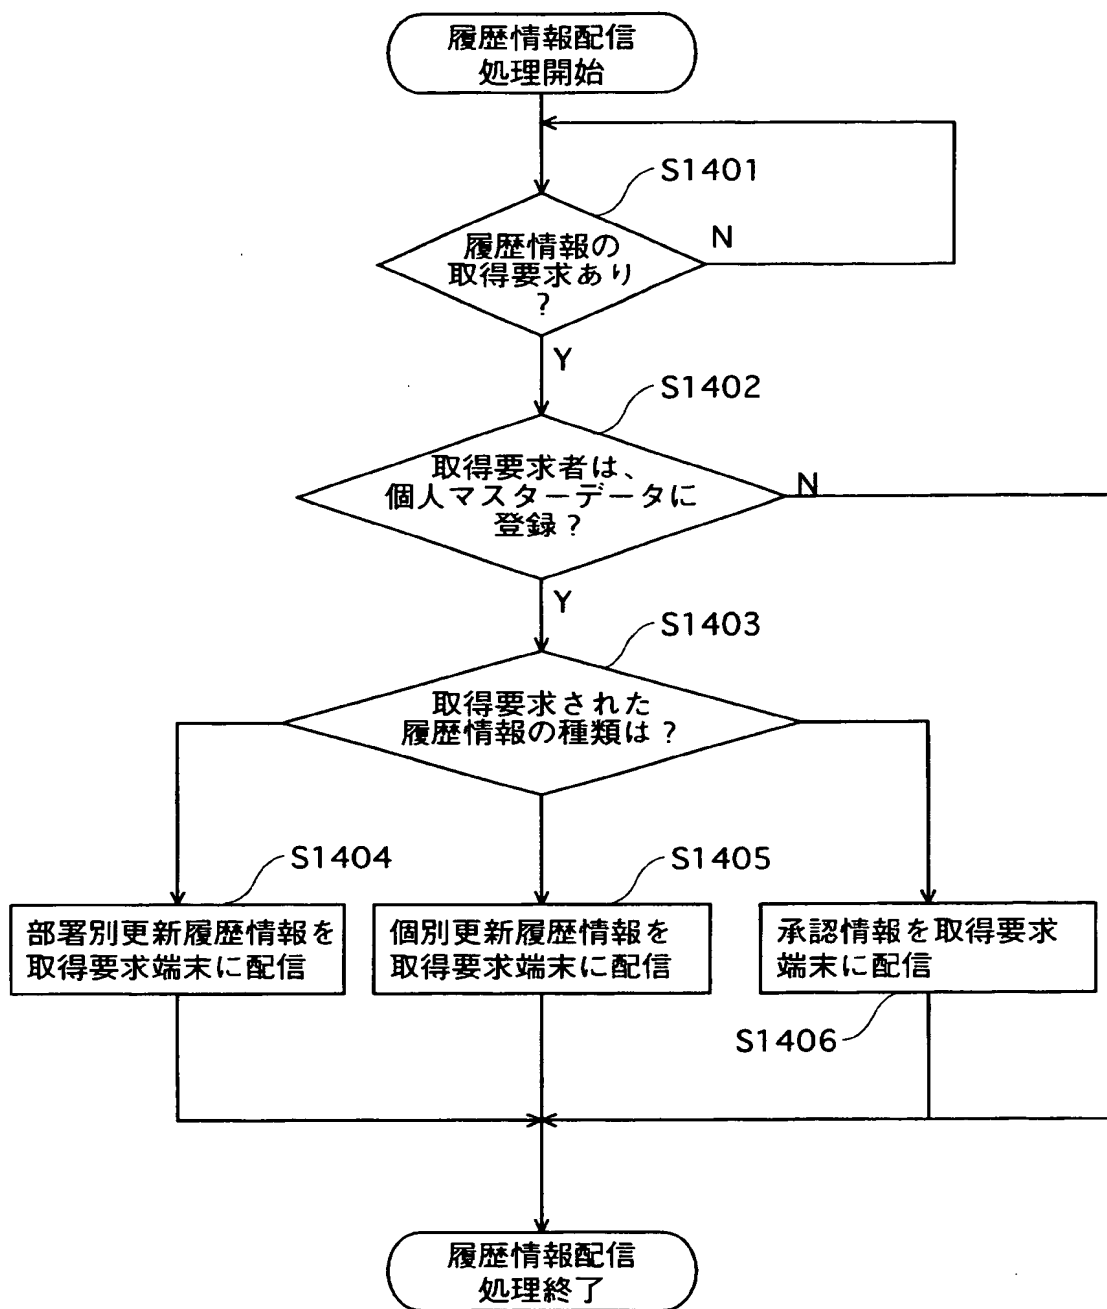 履歴情報配信
処理開始
S1401
履歴情報の
取得要求あり
?
N
Y
S1402
取得要求者は、
個人マスターデータに
登録?
N
Y
S1403
取得要求された
履歴情報の種類は?
S1404
部署別更新履歴情報を
取得要求端末に配信
S1405
個別更新履歴情報を
取得要求端末に配信
承認情報を取得要求
端末に配信
S1406
履歴情報配信
処理終了